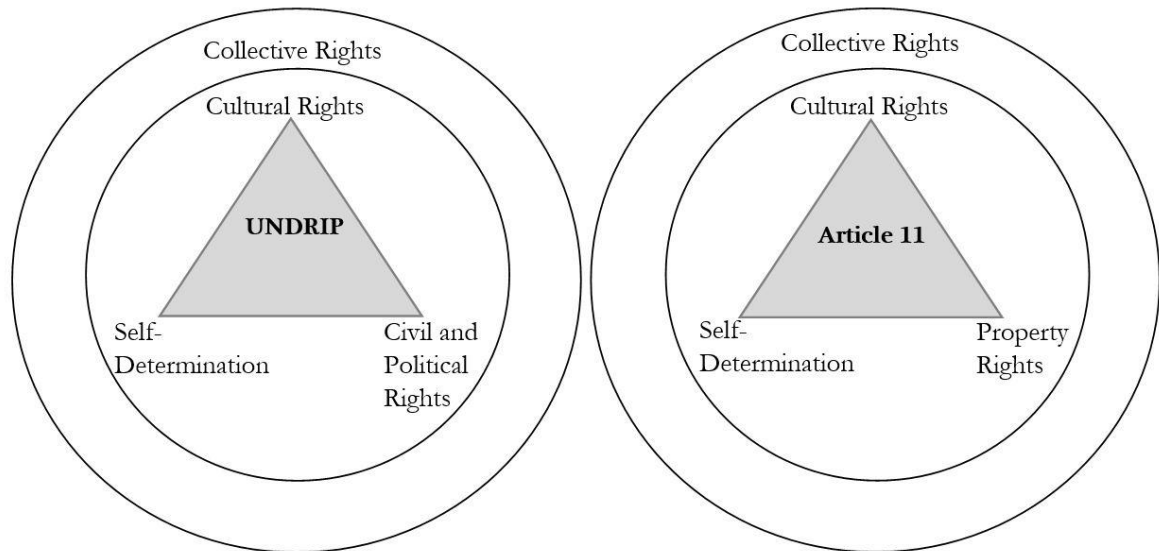 Collective Rights
Cultural Rights
UNDRIP
Self-
Determination
Civil and
Political
Rights
Collective Rights
Cultural Rights
Article 11
Self-
Determination
Property
Rights